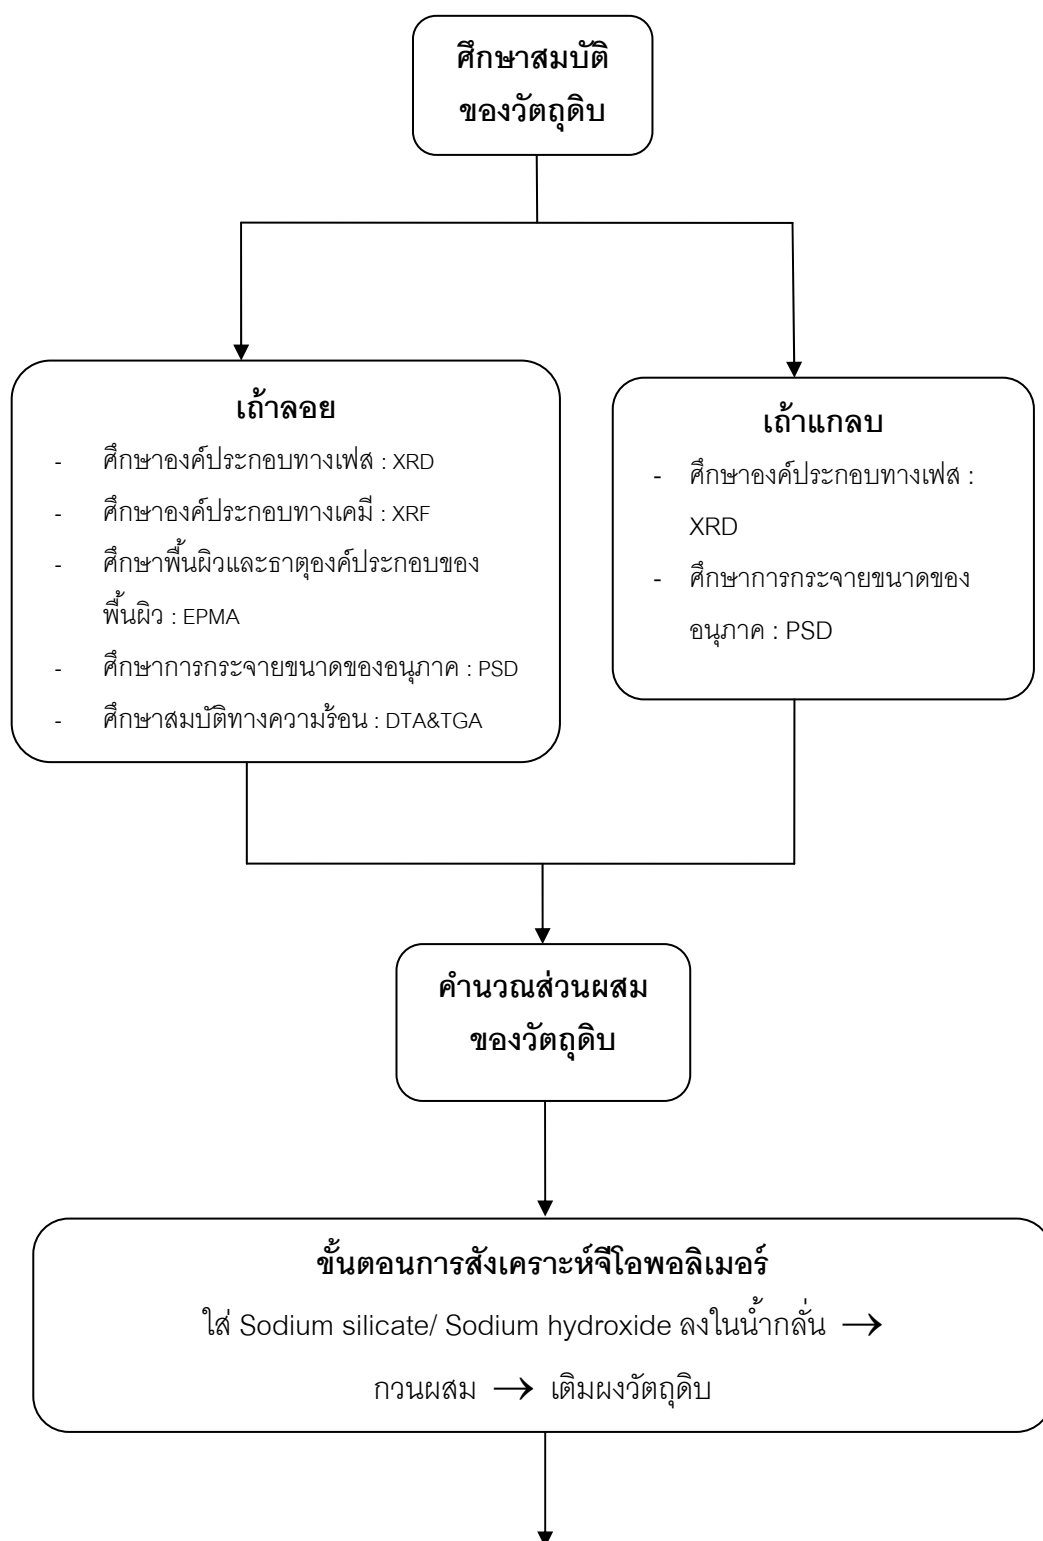 ศึกษาสมบัติ
ของวัตถุดิบ
เถ้าลอย
- ศึกษาองค์ประกอบทางเฟส : XRD
- ศึกษาองค์ประกอบทางเคมี : XRF
- ศึกษาพื้นผิวและธาตุองค์ประกอบของ
พื้นผิว : EPMA
- ศึกษาการกระจายขนาดของอนุภาค : PSD
- ศึกษาสมบัติทางความร้อน : DTA&TGA
เถ้าแกลบ
- ศึกษาองค์ประกอบทางเฟส :
XRD
- ศึกษาการกระจายขนาดของ
อนุภาค : PSD
คำนวณส่วนผสม
ของวัตถุดิบ
ขั้นตอนการสังเคราะห์จีโอพอลิเมอร์
ใส่ Sodium silicate/ Sodium hydroxide ลงในน้ำกลั่น →
กวนผสม → เติมผงวัตถุดิบ